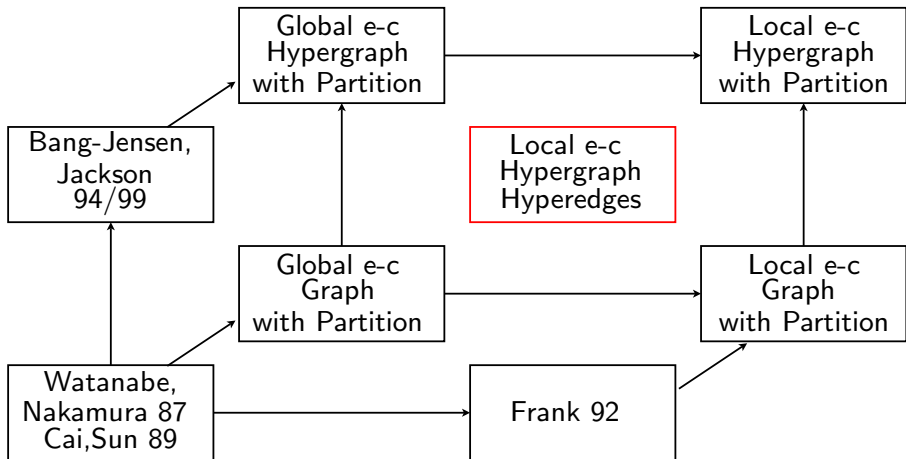 Global e-c
Hypergraph
with Partition
Local e-c
Hypergraph
with Partition
Bang-Jensen,
Jackson
94/99
Local e-c
Hypergraph
Hyperedges
Global e-c
Graph
with Partition
Local e-c
Graph
with Partition
Watanabe,
Nakamura 87
Cai,Sun 89
Frank 92